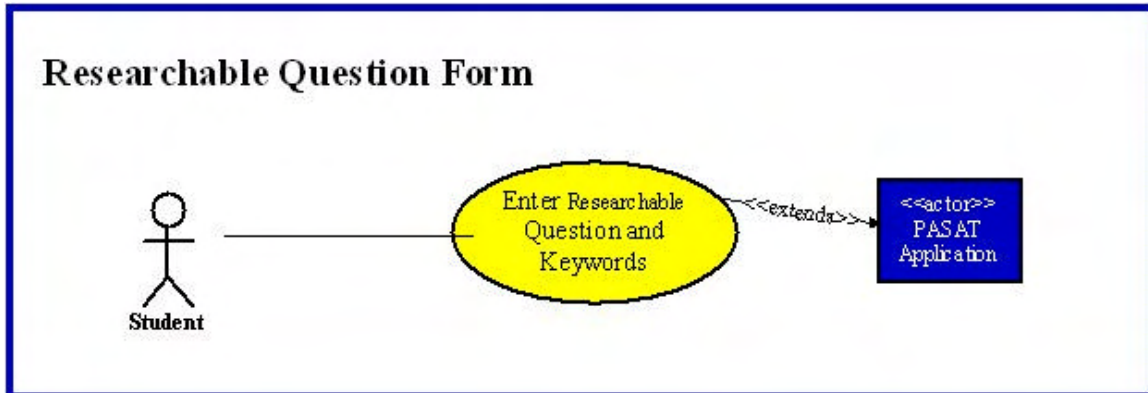 Researchable Question Form
Enter Researchable
Question and
Keywords
<<extends>>
<<actor>>
PASAT
Application
Student